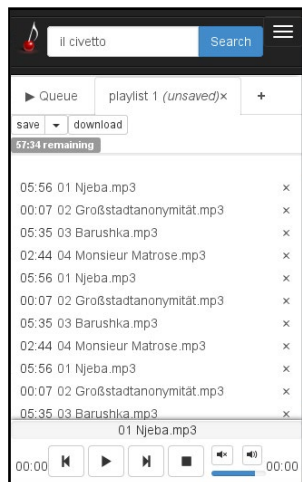 il civetto Search
▶ Queue playlist 1 (unsaved)× +
save download
57:34 remaining
05:56 01 Njeba.mp3 ×
00:07 02 Großstadtanonymität.mp3 ×
05:35 03 Barushka.mp3 ×
02:44 04 Monsieur Matrose.mp3 ×
05:56 01 Njeba.mp3 ×
00:07 02 Großstadtanonymität.mp3 ×
05:35 03 Barushka.mp3 ×
02:44 04 Monsieur Matrose.mp3 ×
05:56 01 Njeba.mp3 ×
00:07 02 Großstadtanonymität.mp3 ×
05:35 03 Barushka.mp3 ×
01 Njeba.mp3
00:00 00:00